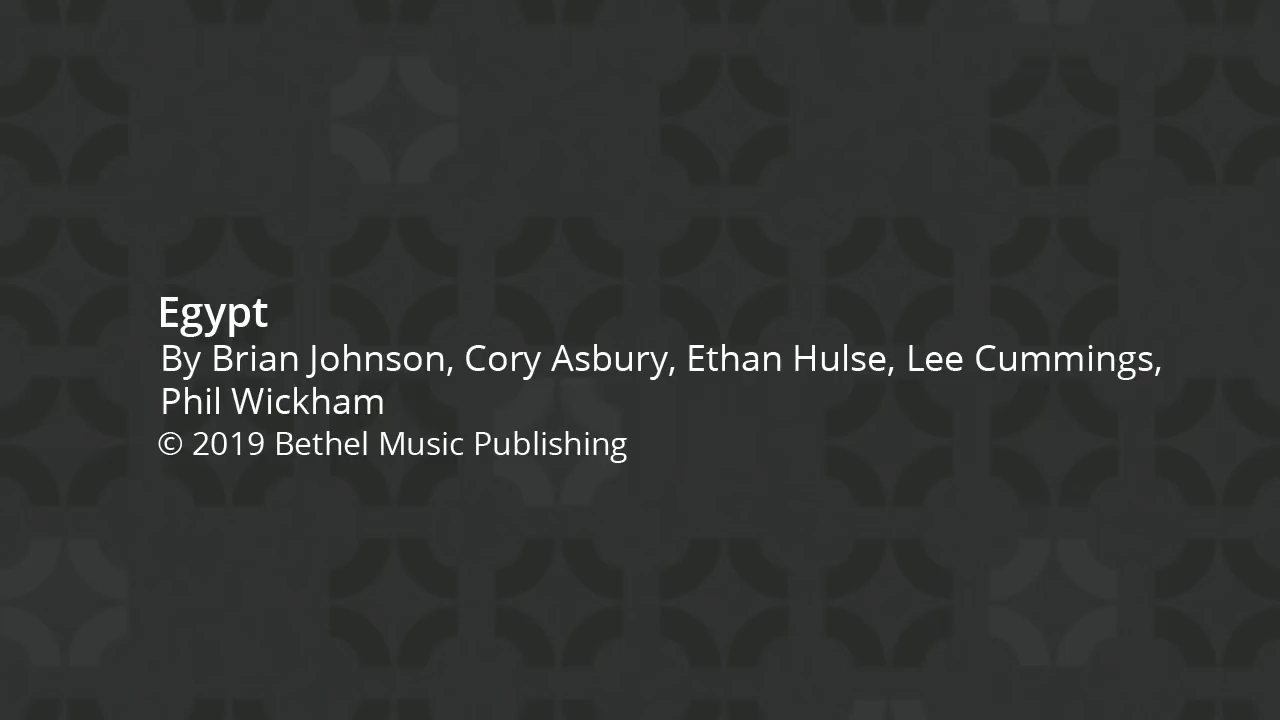 Egypt
By Brian Johnson, Cory Asbury, Ethan Hulse, Lee Cummings,
Phil Wickham
© 2019 Bethel Music Publishing